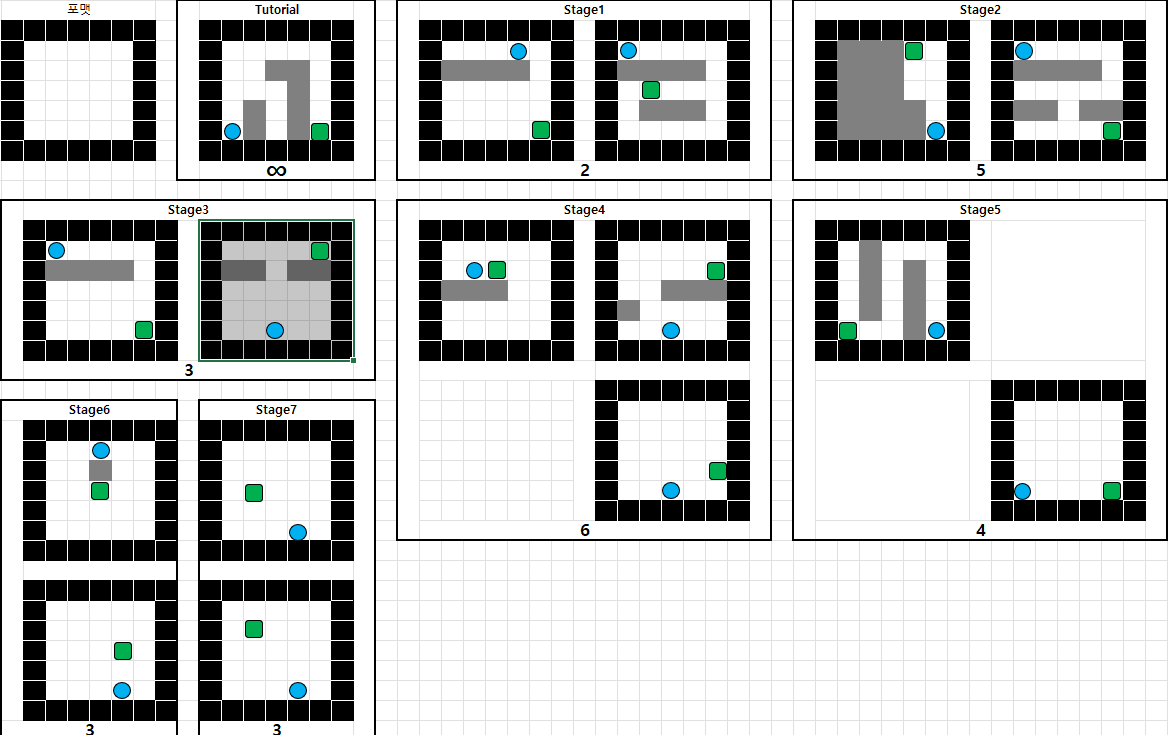 포맷
Tutorial
Stage1
Stage2
∞
2
5
Stage3
Stage4
Stage5
3
Stage6
Stage7
6
4
3
3